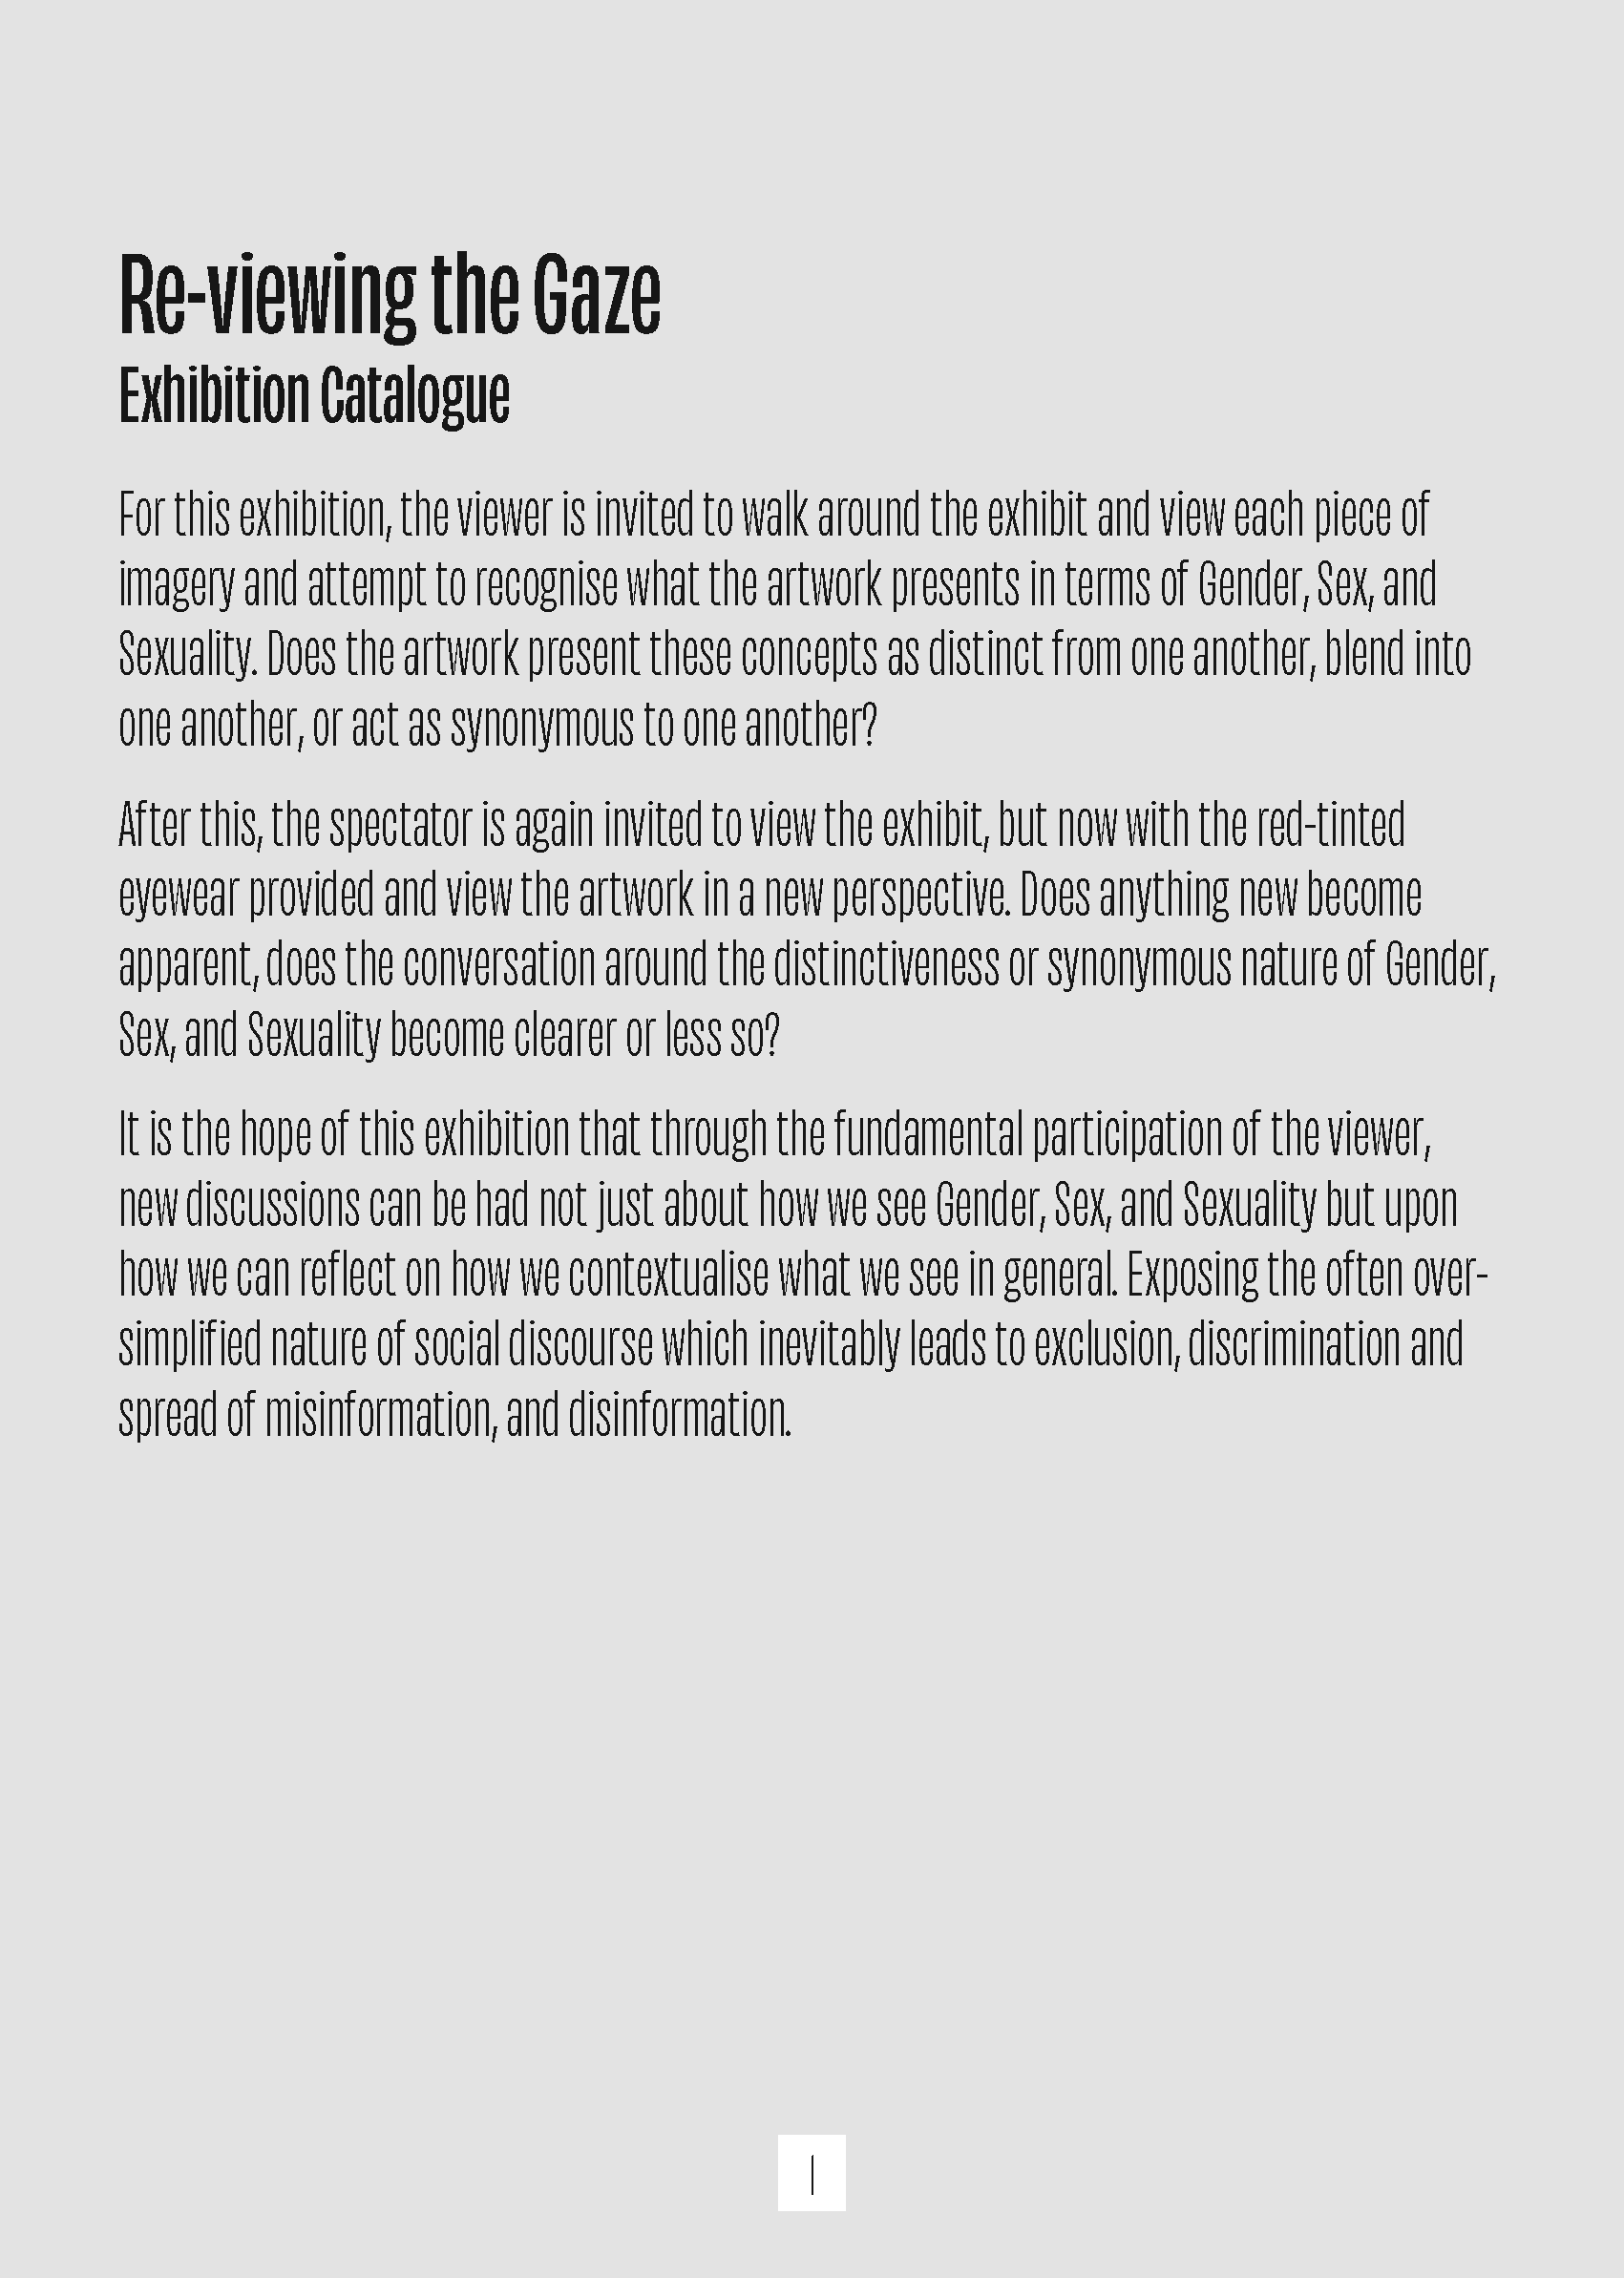 Re-viewing the Gaze
Exhibition Catalogue
For this exhibition, the viewer is invited to walk around the exhibit and view each piece of
imagery and attempt to recognise what the artwork presents in terms of Gender, Sex, and
Sexuality. Does the artwork present these concepts as distinct from one another, blend into
one another, or act as synonymous to one another?
After this, the spectator is again invited to view the exhibit, but now with the red-tinted
eyewear provided and view the artwork in a new perspective. Does anything new become
apparent, does the conversation around the distinctiveness or synonymous nature of Gender,
Sex, and Sexuality become clearer or less so?
It is the hope of this exhibition that through the fundamental participation of the viewer,
new discussions can be had not just about how we see Gender, Sex, and Sexuality but upon
how we can reflect on how we contextualise what we see in general. Exposing the often over-
simplified nature of social discourse which inevitably leads to exclusion, discrimination and
spread of misinformation, and disinformation.
I